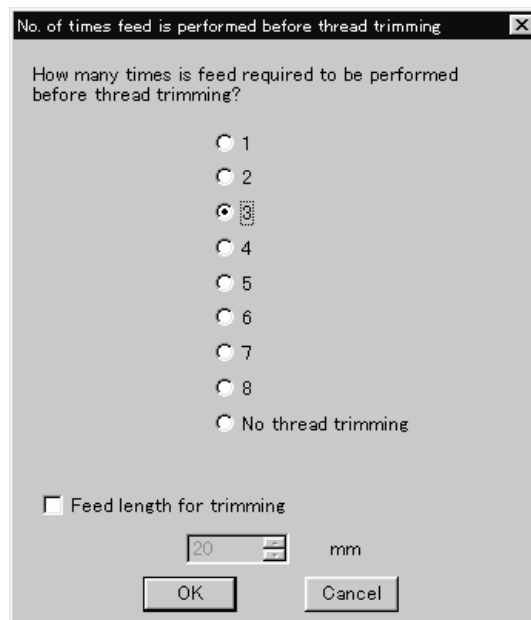 No. of times feed is performed before thread trimming
How many times is feed required to be performed
before thread trimming?
1
2
3
4
5
6
7
8
No thread trimming
Feed length for trimming
20 mm
OK Cancel